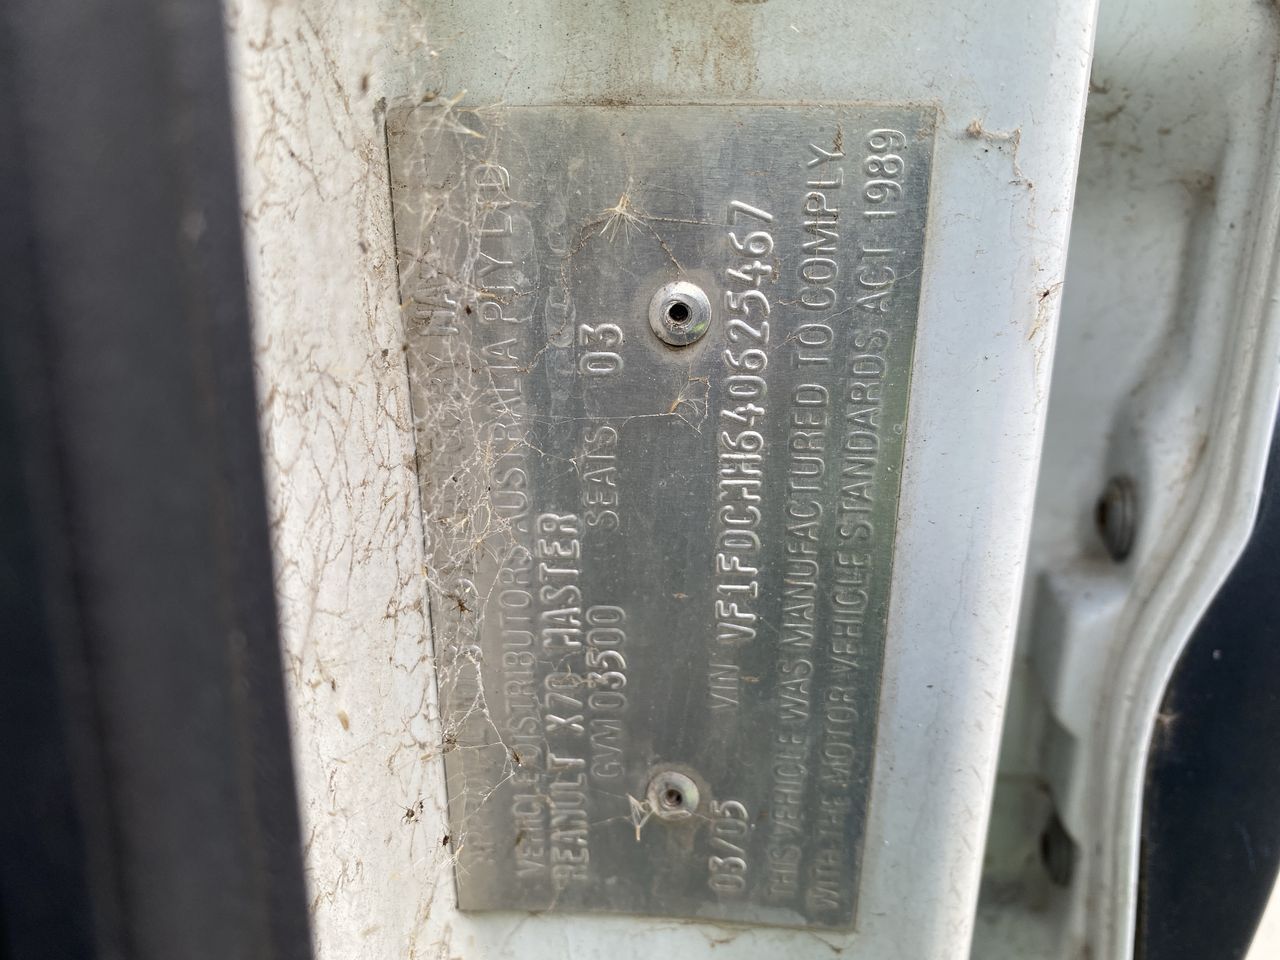 VEHICLE DISTRIBUTORS AUSTRALIA PTY LTD
RENAULT X70 MASTER
GVM 03500 SEATS 03
03/05 VIN VF1FDCMH640625467
THIS VEHICLE WAS MANUFACTURED TO COMPLY
WITH THE MOTOR VEHICLE STANDARDS ACT 1989